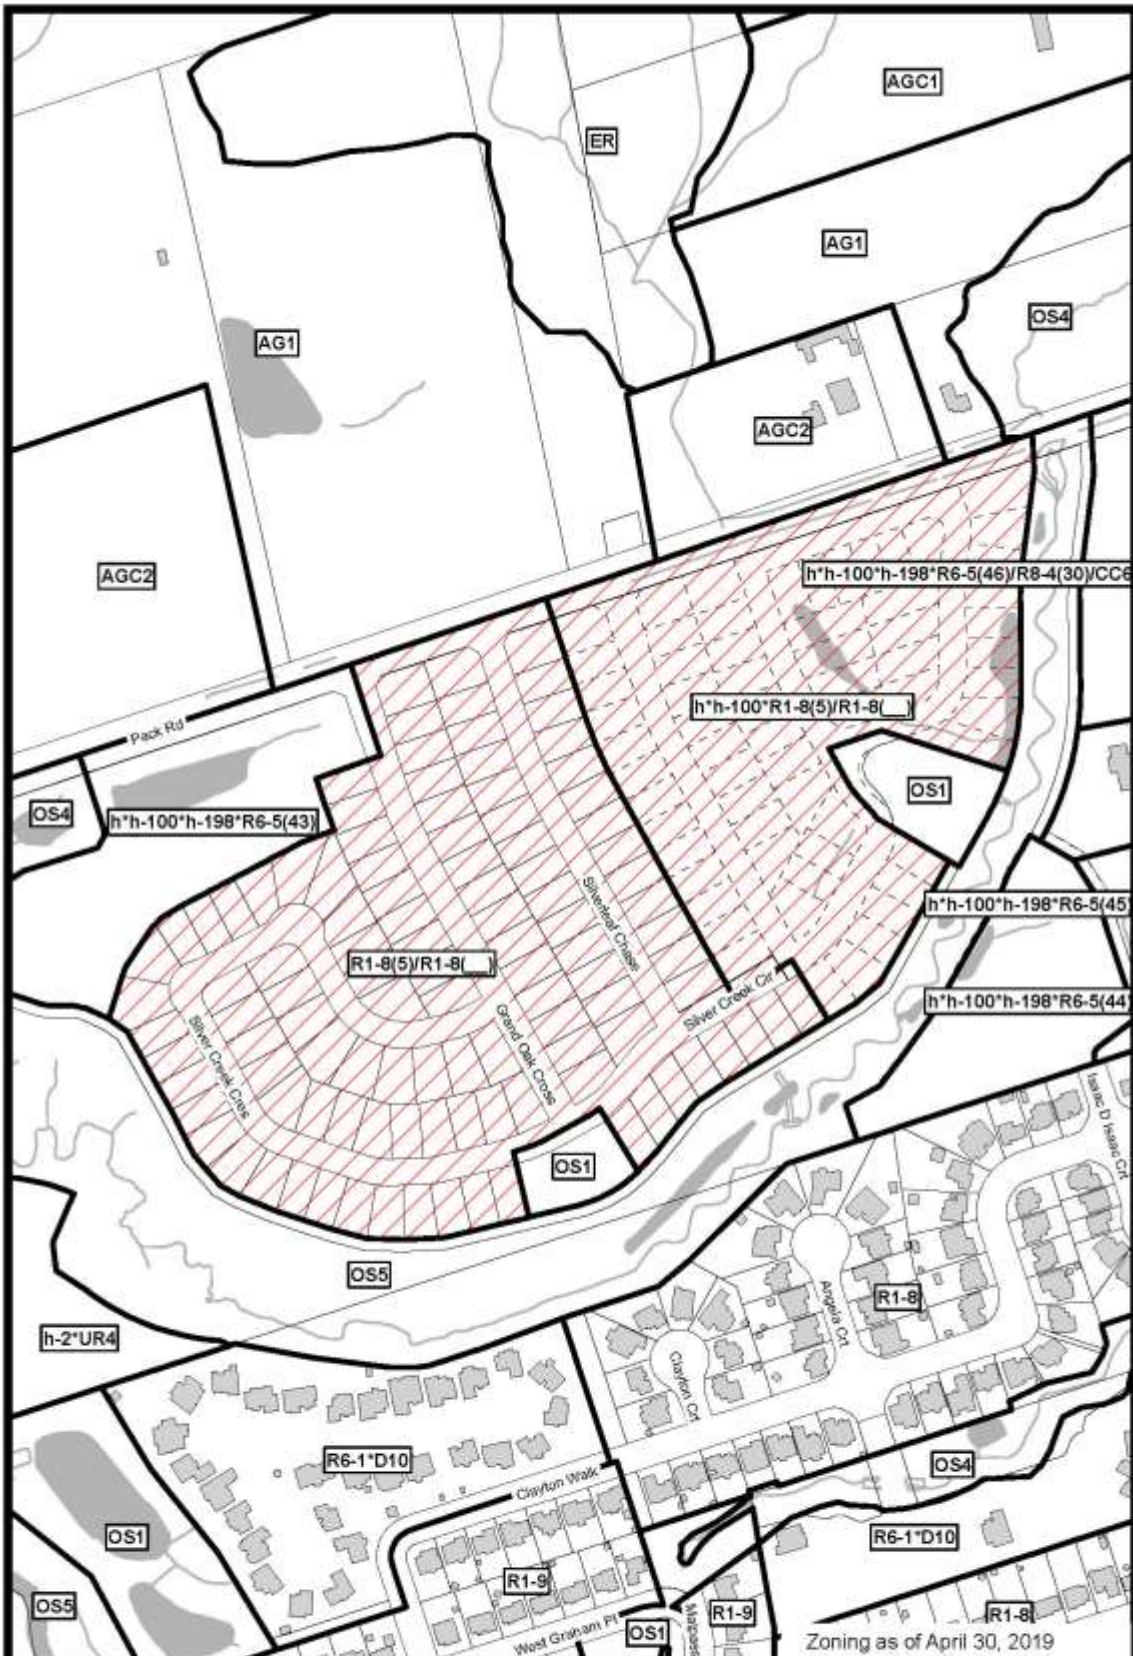 AGC1
ER
AG1
OS4
AG1
AGC2
AGC2
h*h-100*h-198*R6-5(46)/R8-4(30)/CC6
h*h-100*R1-8(5)/R1-8(__)
Pack Rd
OS1
OS4
h*h-100*h-198*R6-5(43)
Silverleaf Chase
h*h-100*h-198*R6-5(45)
R1-8(5)/R1-8(__)
h*h-100*h-198*R6-5(44)
Silver Creek Cir
Grand Oak Cross
Silver Creek Cres
Isaac D Isaac Crt
OS1
OS5
R1-8
Angela Crt
h-2*UR4
Clayton Crt
R6-1*D10
OS4
Clayton Walk
OS1
R6-1*D10
R1-9
OS5
R1-9
R1-8
OS1
West Graham Pl
Malpass
Zoning as of April 30, 2019